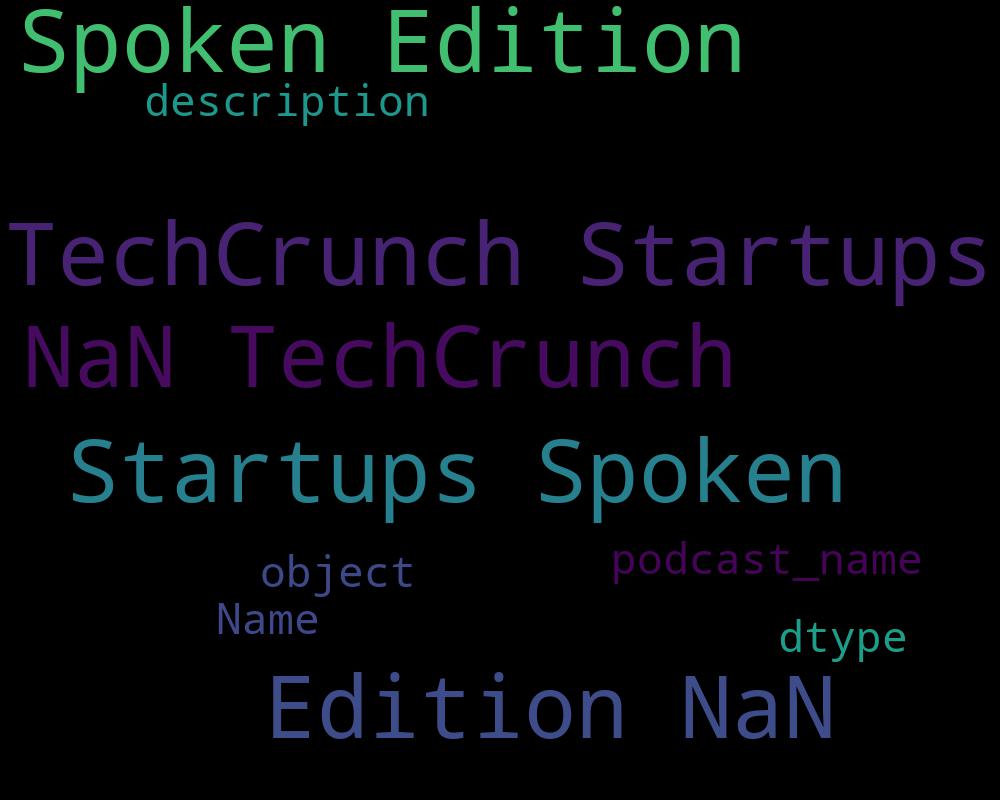 Spoken Edition
description
TechCrunch Startups
NaN TechCrunch
Startups Spoken
object
podcast_name
Name
dtype
Edition NaN